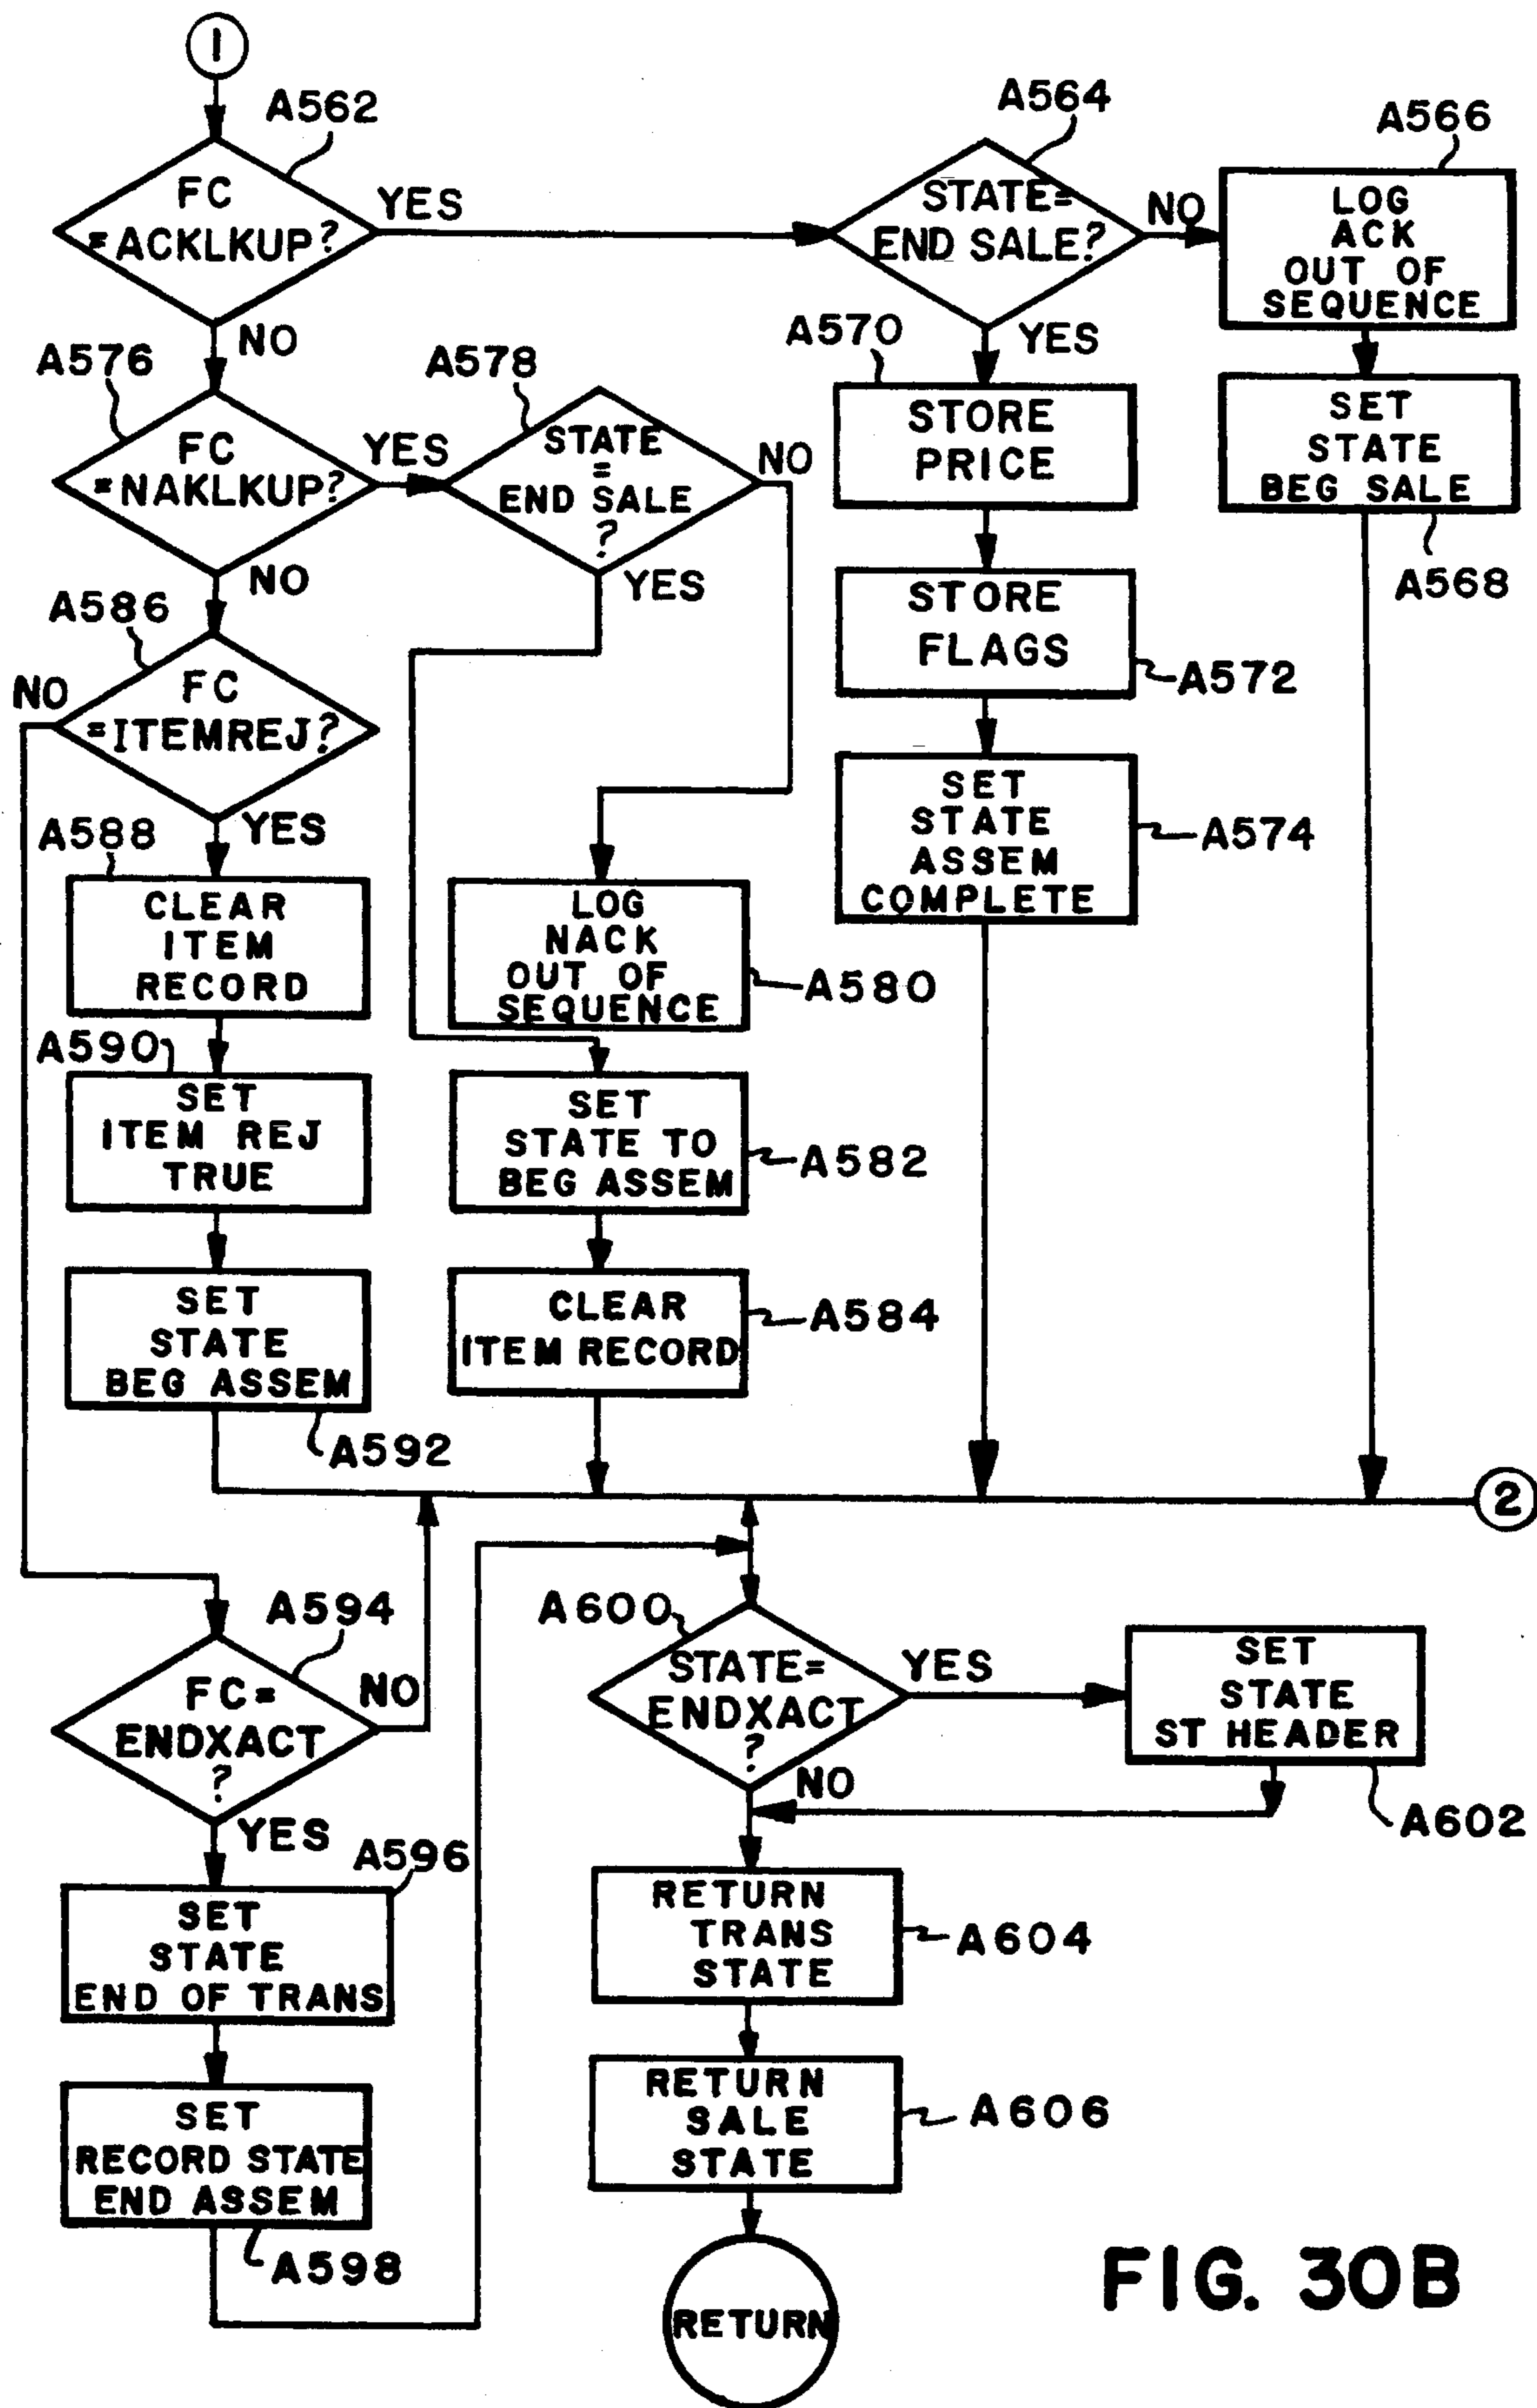 1
A562
FC
=ACKLKUP?
YES
NO
A564
STATE=
END SALE?
NO
YES
A566
LOG
ACK
OUT OF
SEQUENCE
SET
STATE
BEG SALE
A568
A570
STORE
PRICE
STORE
FLAGS
A572
SET
STATE
ASSEM
COMPLETE
A574
A576
FC
=NAKLKUP?
YES
NO
A578
STATE
=
END SALE
?
NO
YES
LOG
NACK
OUT OF
SEQUENCE
A580
SET
STATE TO
BEG ASSEM
A582
CLEAR
ITEM RECORD
A584
A586
FC
=ITEMREJ?
NO
YES
A588
CLEAR
ITEM
RECORD
A590
SET
ITEM REJ
TRUE
SET
STATE
BEG ASSEM
A592
2
A594
FC=
ENDXACT
?
NO
YES
A596
SET
STATE
END OF TRANS
SET
RECORD STATE
END ASSEM
A598
A600
STATE=
ENDXACT
?
YES
NO
SET
STATE
ST HEADER
A602
RETURN
TRANS
STATE
A604
RETURN
SALE
STATE
A606
RETURN
FIG. 30B